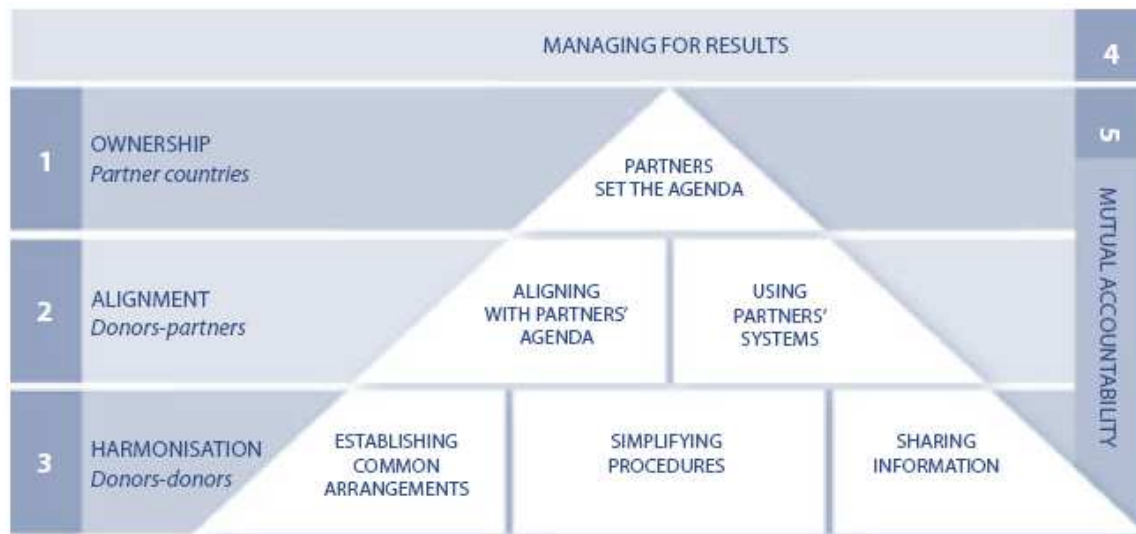 MANAGING FOR RESULTS
4
1
OWNERSHIP
Partner countries
PARTNERS
SET THE AGENDA
5
MUTUAL ACCOUNTABILITY
2
ALIGNMENT
Donors-partners
ALIGNING
WITH PARTNERS'
AGENDA
USING
PARTNERS'
SYSTEMS
3
HARMONISATION
Donors-donors
ESTABLISHING
COMMON
ARRANGEMENTS
SIMPLIFYING
PROCEDURES
SHARING
INFORMATION